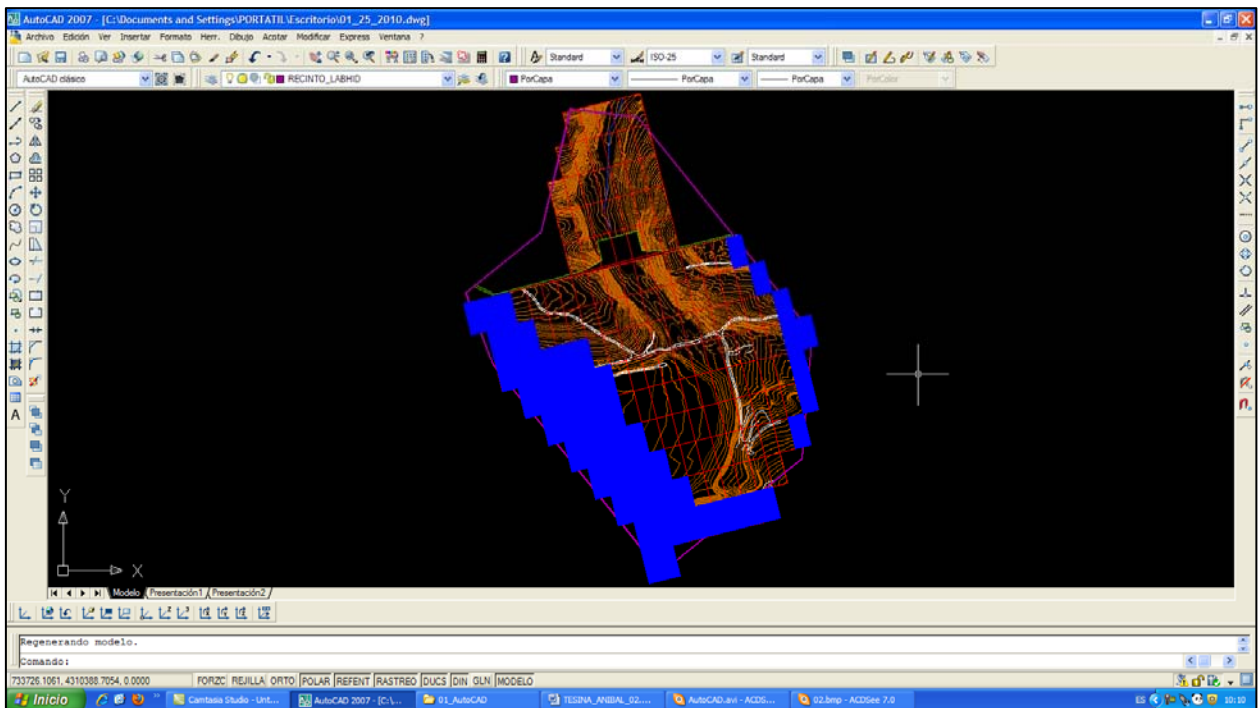 AutoCAD 2007 - [C:\Documents and Settings\PORTATIL\Escritorio\01_25_2010.dwg]
Archivo Edición Ver Insertar Formato Herr. Dibujo Acotar Modificar Express Ventana ?
Standard ISO-25 Standard
AutoCAD clásico RECINTO_LABHID PorCapa PorCapa PorCapa PorColor
A
Y
X
Modelo Presentación1 Presentación2
Regenerando modelo.
Comando:
733726.1061, 4310388.7054, 0.0000 FORZC REJILLA ORTO POLAR REFENT RASTREO DUCS DIN GLN MODELO
Inicio Camtasia Studio - Unt... AutoCAD 2007 - [C:\... 01_AutoCAD TESINA_ANIBAL_02.... AutoCAD.avi - ACDS... 02.bmp - ACDSee 7.0 ES 10:10